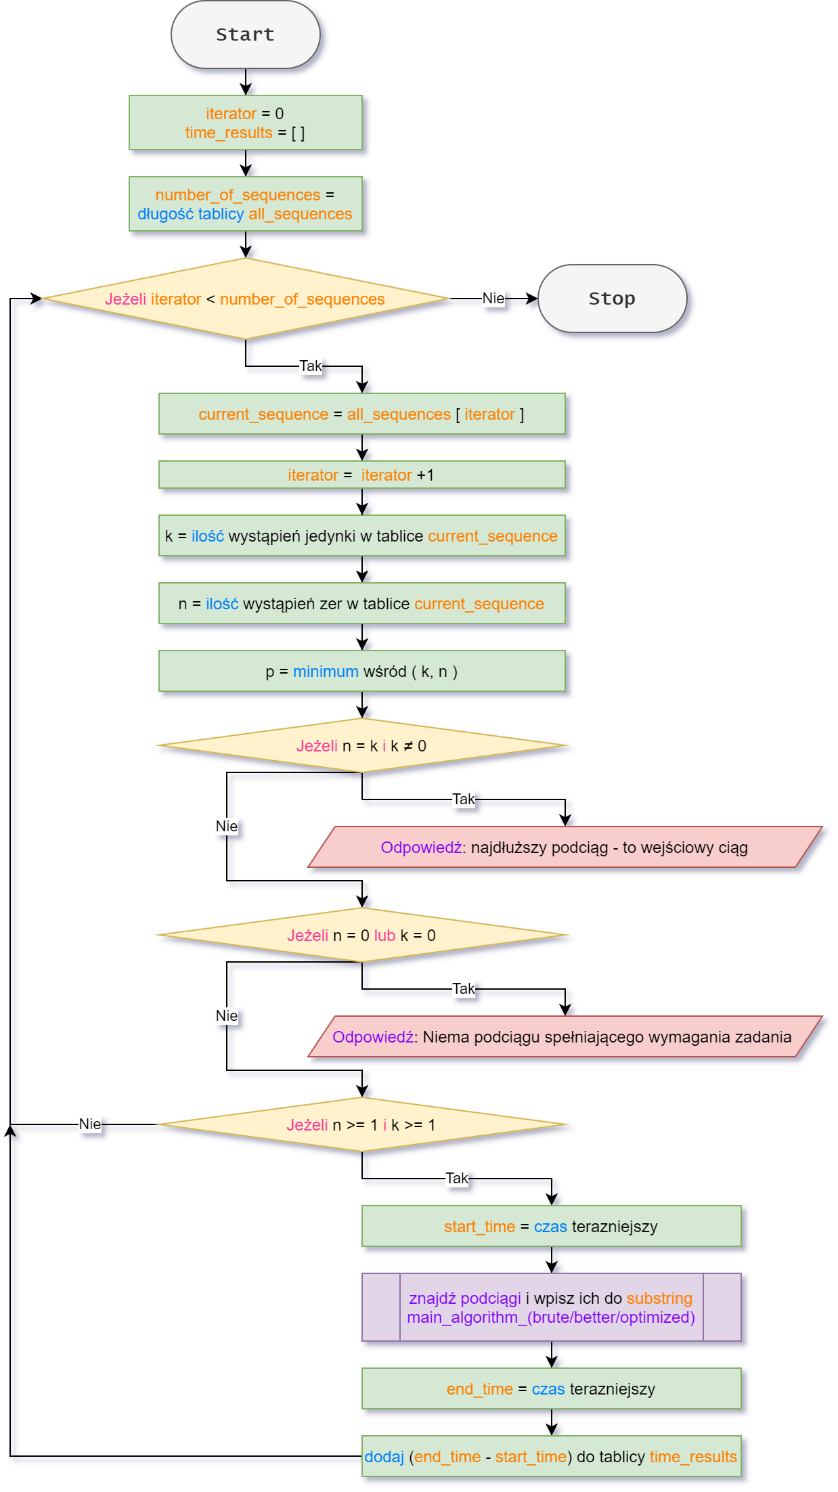 Start
iterator = 0
time_results = [ ]
number_of_sequences =
długość tablicy all_sequences
Jeżeli iterator < number_of_sequences
Nie
Stop
Tak
current_sequence = all_sequences [ iterator ]
iterator = iterator +1
k = ilość wystąpień jedynki w tablice current_sequence
n = ilość wystąpień zer w tablice current_sequence
p = minimum wśród ( k, n )
Jeżeli n = k i k ≠ 0
Tak
Nie
Odpowiedź: najdłuższy podciąg - to wejściowy ciąg
Jeżeli n = 0 lub k = 0
Tak
Nie
Odpowiedź: Niema podciągu spełniającego wymagania zadania
Jeżeli n >= 1 i k >= 1
Nie
Tak
start_time = czas terazniejszy
znajdź podciągi i wpisz ich do substring
main_algorithm_(brute/better/optimized)
end_time = czas terazniejszy
dodaj (end_time - start_time) do tablicy time_results